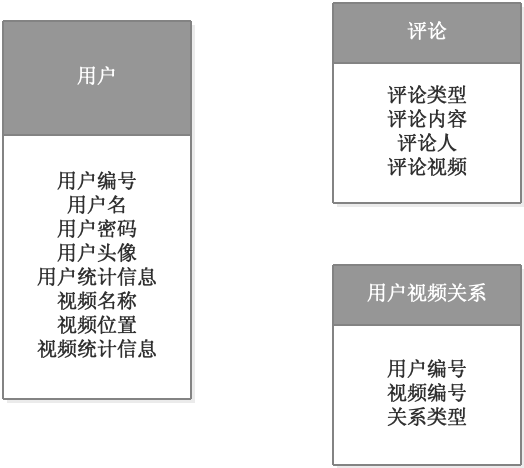 用户
用户编号
用户名
用户密码
用户头像
用户统计信息
视频名称
视频位置
视频统计信息
评论
评论类型
评论内容
评论人
评论视频
用户视频关系
用户编号
视频编号
关系类型